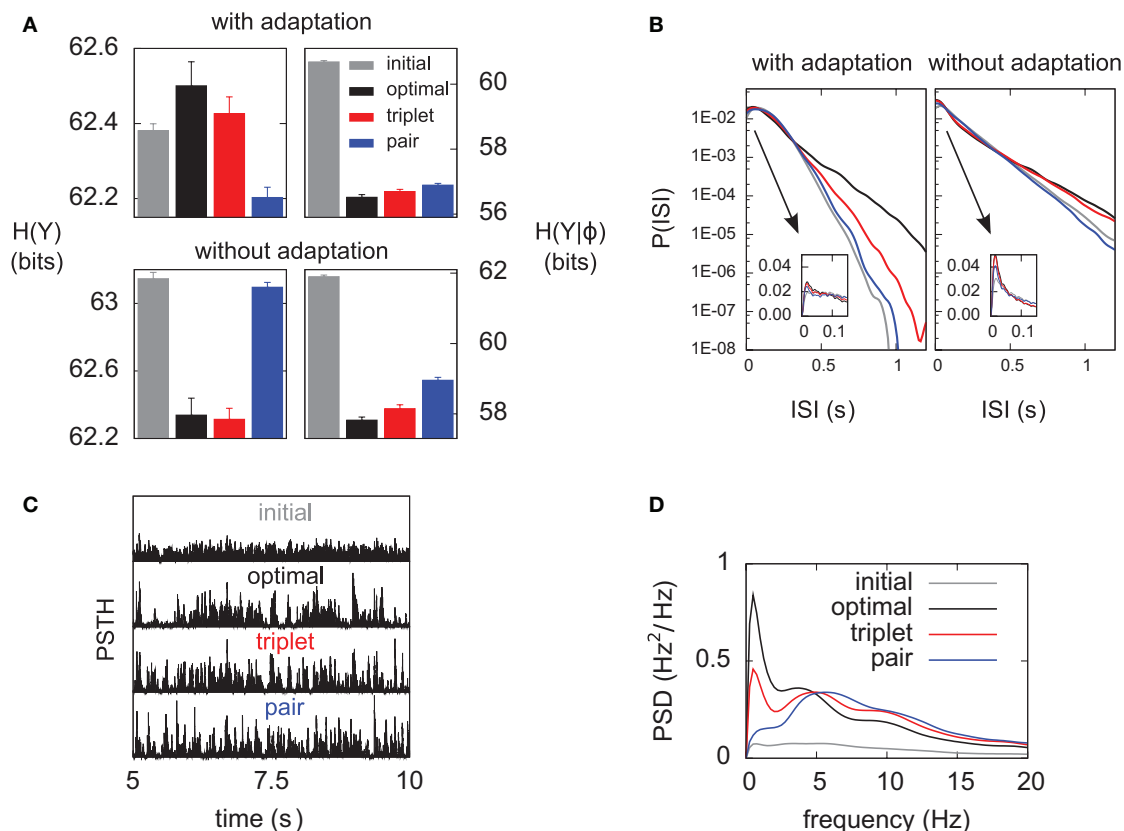 A
with adaptation
62.6
62.4
62.2
initial
optimal
triplet
pair
60
58
56
H(Y)
(bits)
H(Y|ϕ)
(bits)
without adaptation
63
62.6
62.2
62
60
58
B
with adaptation
without adaptation
1E-02
1E-03
1E-04
1E-05
1E-06
1E-07
1E-08
P(ISI)
0.04
0.02
0.00
0
0.1
0.04
0.02
0.00
0
0.1
0
0.5
1
0
0.5
1
ISI (s)
ISI (s)
C
initial
optimal
triplet
pair
PSTH
5
7.5
10
time (s)
D
1
0.5
0
PSD (Hz²/Hz)
initial
optimal
triplet
pair
0
5
10
15
20
frequency (Hz)